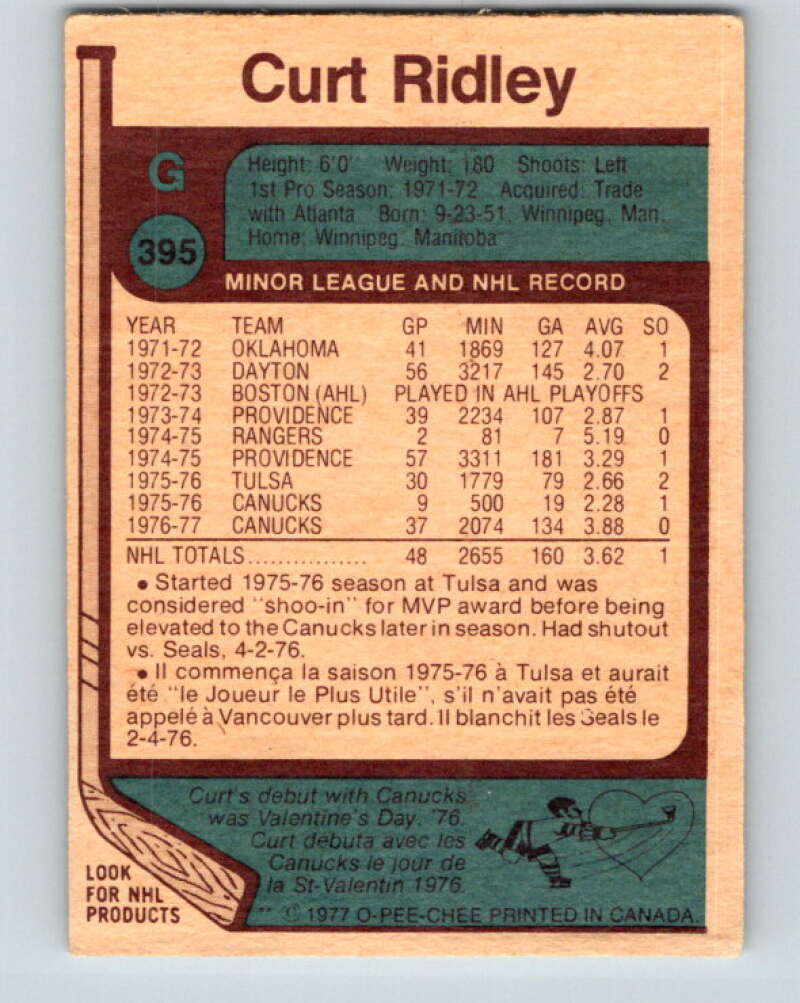 Curt Ridley
G
395
Height: 6'0" Weight: 180 Shoots: Left
1st Pro Season: 1971-72 Acquired: Trade
with Atlanta Born: 9-23-51, Winnipeg, Man.
Home: Winnipeg, Manitoba
MINOR LEAGUE AND NHL RECORD
YEAR TEAM GP MIN GA AVG SO
1971-72 OKLAHOMA 41 1869 127 4.07 1
1972-73 DAYTON 56 3217 145 2.70 2
1972-73 BOSTON (AHL) PLAYED IN AHL PLAYOFFS
1973-74 PROVIDENCE 39 2234 107 2.87 1
1974-75 RANGERS 2 81 7 5.19 0
1974-75 PROVIDENCE 57 3311 181 3.29 1
1975-76 TULSA 30 1779 79 2.66 2
1975-76 CANUCKS 9 500 19 2.28 1
1976-77 CANUCKS 37 2074 134 3.88 0
NHL TOTALS................ 48 2655 160 3.62 1
• Started 1975-76 season at Tulsa and was
considered "shoo-in" for MVP award before being
elevated to the Canucks later in season. Had shutout
vs. Seals, 4-2-76.
• Il commença la saison 1975-76 à Tulsa et aurait
été "le Joueur le Plus Utile", s'il n'avait pas été
appelé à Vancouver plus tard. Il blanchit les Seals le
2-4-76.
Curt's debut with Canucks
was Valentine's Day, '76.
Curt débuta avec les
Canucks le jour de
la St-Valentin 1976.
LOOK
FOR NHL
PRODUCTS
** © 1977 O-PEE-CHEE PRINTED IN CANADA.